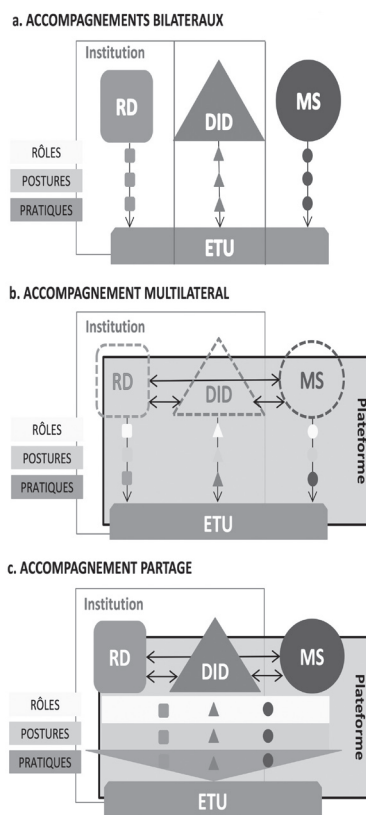 a. ACCOMPAGNEMENTS BILATERAUX
Institution
RD
DID
MS
RÔLES
POSTURES
PRATIQUES
ETU
b. ACCOMPAGNEMENT MULTILATERAL
Institution
RD
DID
MS
Plateforme
RÔLES
POSTURES
PRATIQUES
ETU
c. ACCOMPAGNEMENT PARTAGE
Institution
RD
DID
MS
Plateforme
RÔLES
POSTURES
PRATIQUES
ETU